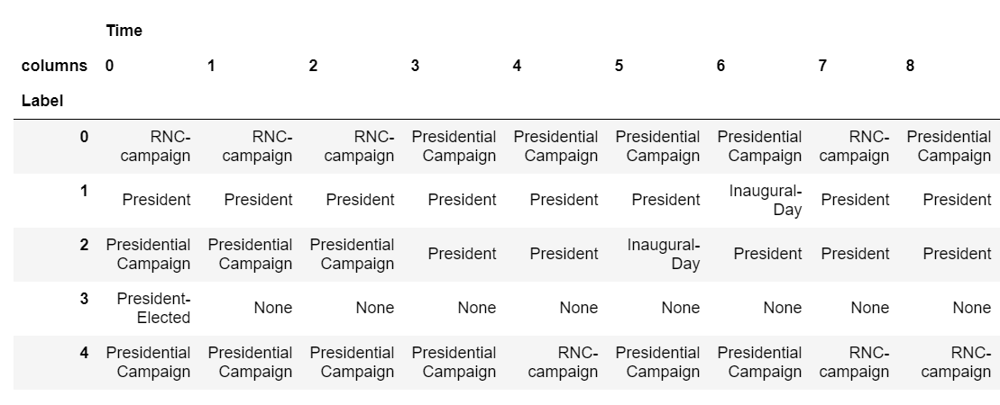 Time
columns 0 1 2 3 4 5 6 7 8
Label
0 RNC- RNC- RNC- Presidential Presidential Presidential Presidential RNC- Presidential
campaign campaign campaign Campaign Campaign Campaign Campaign campaign Campaign
1 President President President President President President Inaugural- President President
Day
2 Presidential Presidential Presidential President President Inaugural- President President President
Campaign Campaign Campaign Day
3 President- None None None None None None None None
Elected
4 Presidential Presidential Presidential Presidential RNC- Presidential Presidential RNC- RNC-
Campaign Campaign Campaign Campaign campaign Campaign Campaign campaign campaign